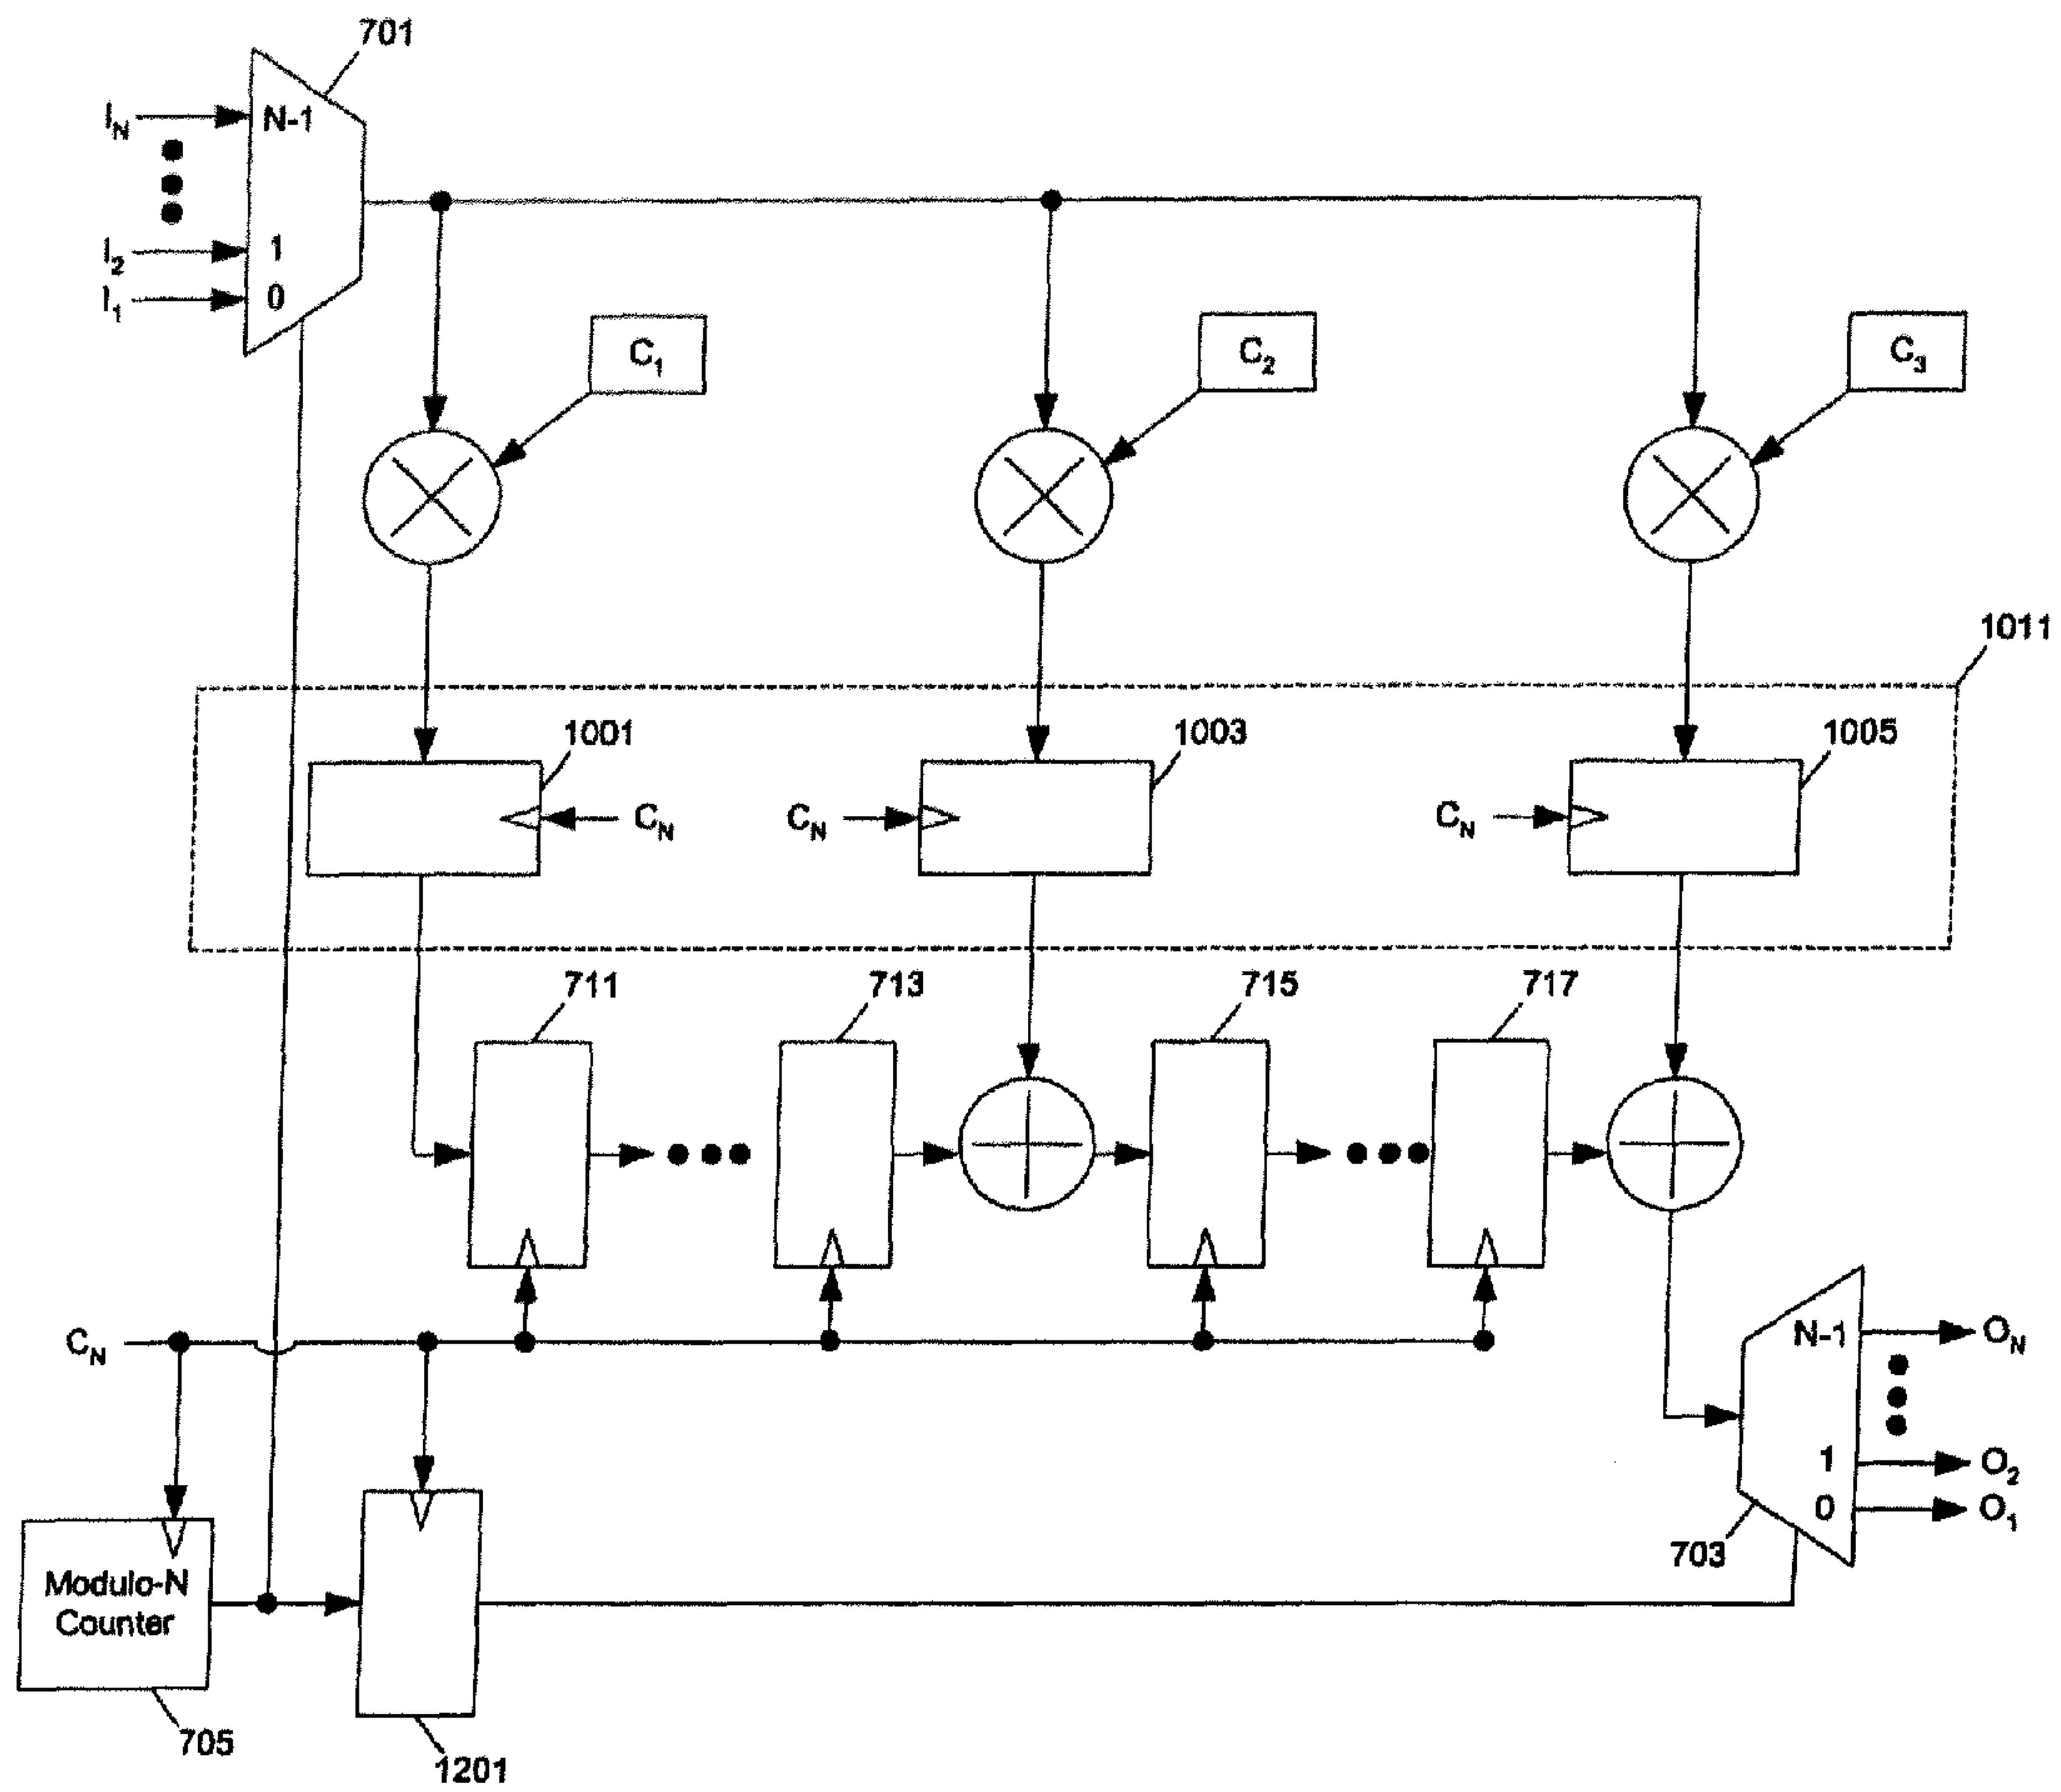 701
I_N
N-1
I_2
1
I_1
0
C_1
C_2
C_3
1011
1001
1003
1005
C_N
C_N
C_N
711
713
715
717
C_N
N-1
O_N
1
O_2
0
O_1
703
Modulo-N
Counter
705
1201